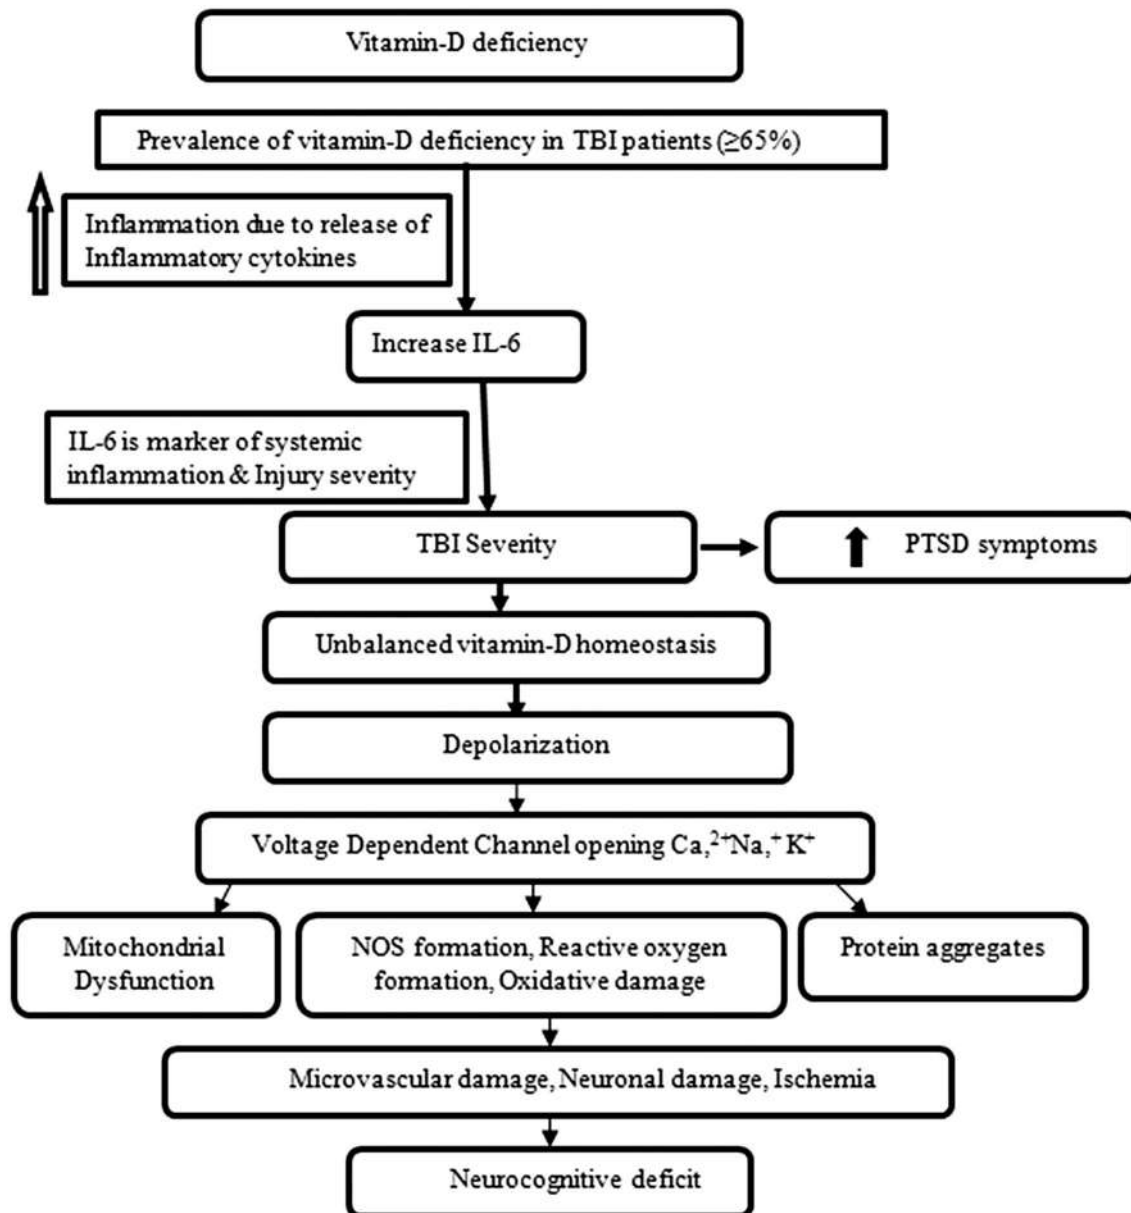 Vitamin-D deficiency
Prevalence of vitamin-D deficiency in TBI patients (≥65%)
Inflammation due to release of
Inflammatory cytokines
Increase IL-6
IL-6 is marker of systemic
inflammation & Injury severity
TBI Severity
PTSD symptoms
Unbalanced vitamin-D homeostasis
Depolarization
Voltage Dependent Channel opening Ca,²⁺Na,⁺ K⁺
Mitochondrial
Dysfunction
NOS formation, Reactive oxygen
formation, Oxidative damage
Protein aggregates
Microvascular damage, Neuronal damage, Ischemia
Neurocognitive deficit